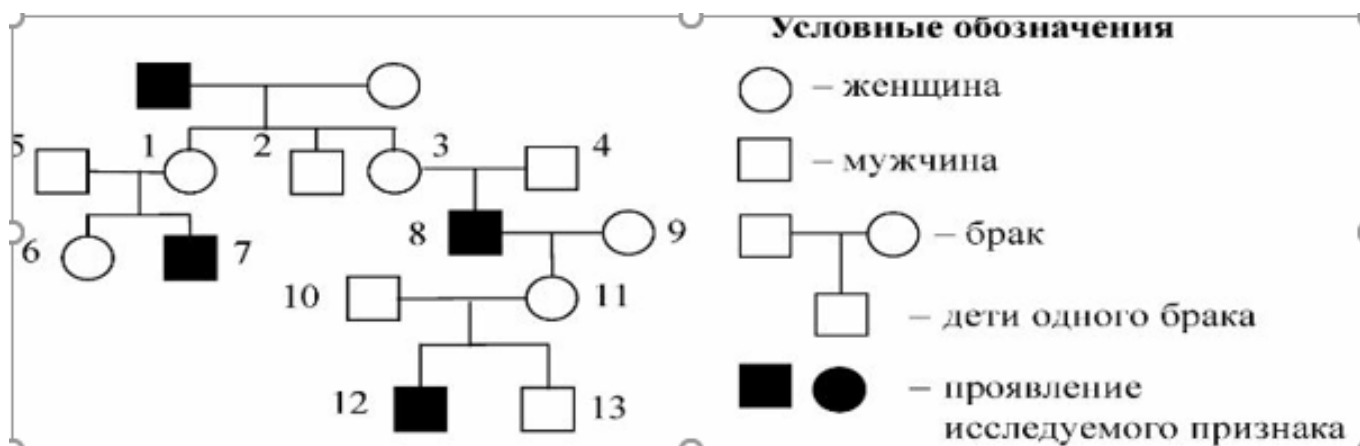 Условные обозначения
– женщина
– мужчина
– брак
– дети одного брака
– проявление
исследуемого признака
5 1 2 3 4
6 7 8 9
10 11
12 13